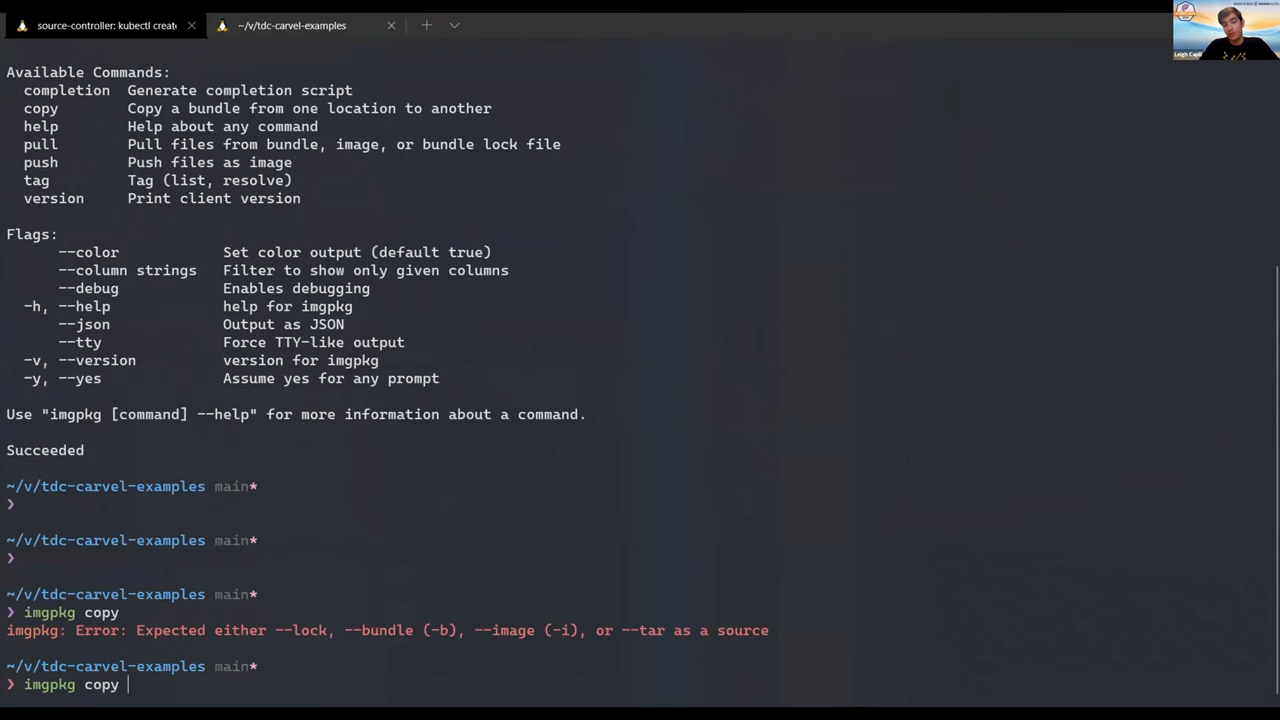 source-controller: kubectl create
~/v/tdc-carvel-examples
Available Commands:
completion Generate completion script
copy Copy a bundle from one location to another
help Help about any command
pull Pull files from bundle, image, or bundle lock file
push Push files as image
tag Tag (list, resolve)
version Print client version
Flags:
--color Set color output (default true)
--column strings Filter to show only given columns
--debug Enables debugging
-h, --help help for imgpkg
--json Output as JSON
--tty Force TTY-like output
-v, --version version for imgpkg
-y, --yes Assume yes for any prompt
Use "imgpkg [command] --help" for more information about a command.
Succeeded
~/v/tdc-carvel-examples main*
❯
~/v/tdc-carvel-examples main*
❯
~/v/tdc-carvel-examples main*
❯ imgpkg copy
imgpkg: Error: Expected either --lock, --bundle (-b), --image (-i), or --tar as a source
~/v/tdc-carvel-examples main*
❯ imgpkg copy